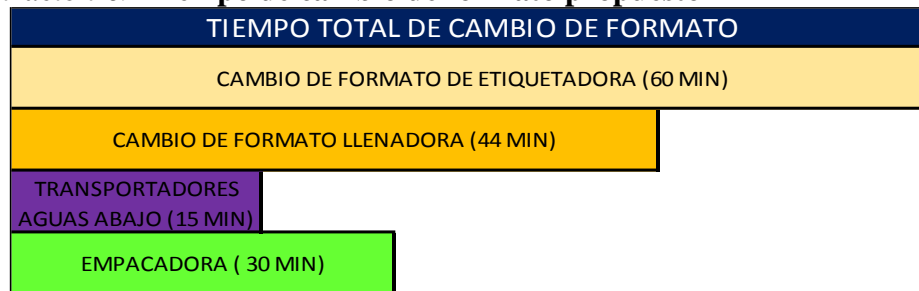 TIEMPO TOTAL DE CAMBIO DE FORMATO
CAMBIO DE FORMATO DE ETIQUETADORA (60 MIN)
CAMBIO DE FORMATO LLENADORA (44 MIN)
TRANSPORTADORES
AGUAS ABAJO (15 MIN)
EMPACADORA ( 30 MIN)